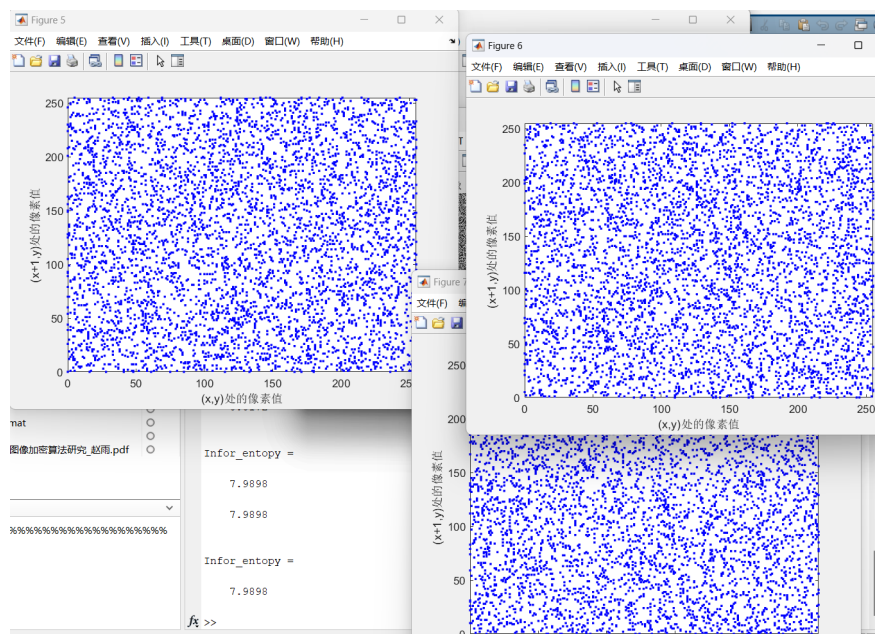 Figure 5
文件(F) 编辑(E) 查看(V) 插入(I) 工具(T) 桌面(D) 窗口(W) 帮助(H)
250
200
150
100
50
0
0 50 100 150 200
(x,y)处的像素值
(x+1,y)处的像素值
Figure 6
文件(F) 编辑(E) 查看(V) 插入(I) 工具(T) 桌面(D) 窗口(W) 帮助(H)
250
200
150
100
50
0
0 50 100 150 200 250
(x,y)处的像素值
(x+1,y)处的像素值
Figure 7
文件(F)
250
200
150
100
50
0
(x+1,y)处的像素值
mat
图像加密算法研究_赵雨.pdf
%%%%%%%%%%%%%%%%%%%%
Infor_entopy =
7.9898
7.9898
Infor_entopy =
7.9898
fx >>